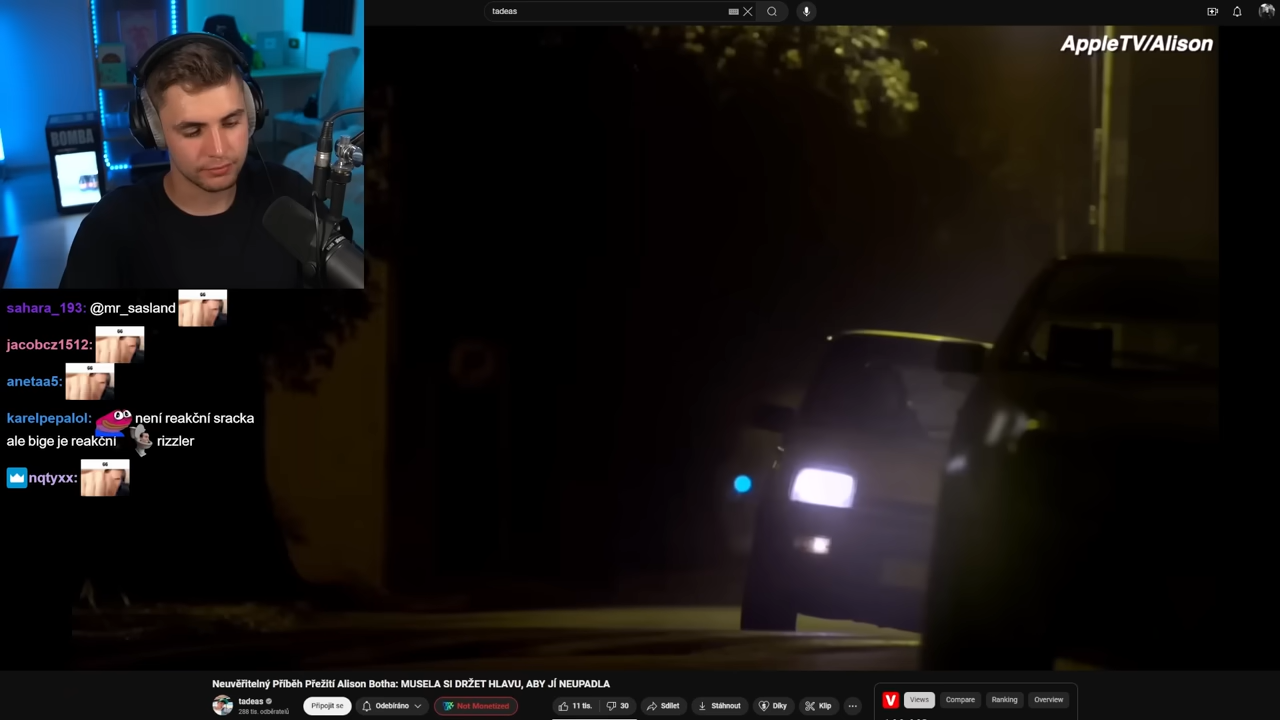 tadeas
AppleTV/Alison
BOMBA
sahara_193: @mr_sasland
jacobcz1512:
anetaa5:
karelpepalol: není reakční sracka
ale bige je reakční rizzler
nqtyxx:
Neuvěřitelný Příběh Přežití Alison Botha: MUSELA SI DRŽET HLAVU, ABY JÍ NEUPADLA
tadeas
288 tis. odběratelů
Připojit se
Odebíráno
Not Monetized
11 tis.
30
Sdílet
Stáhnout
Díky
Klip
Views
Compare
Ranking
Overview